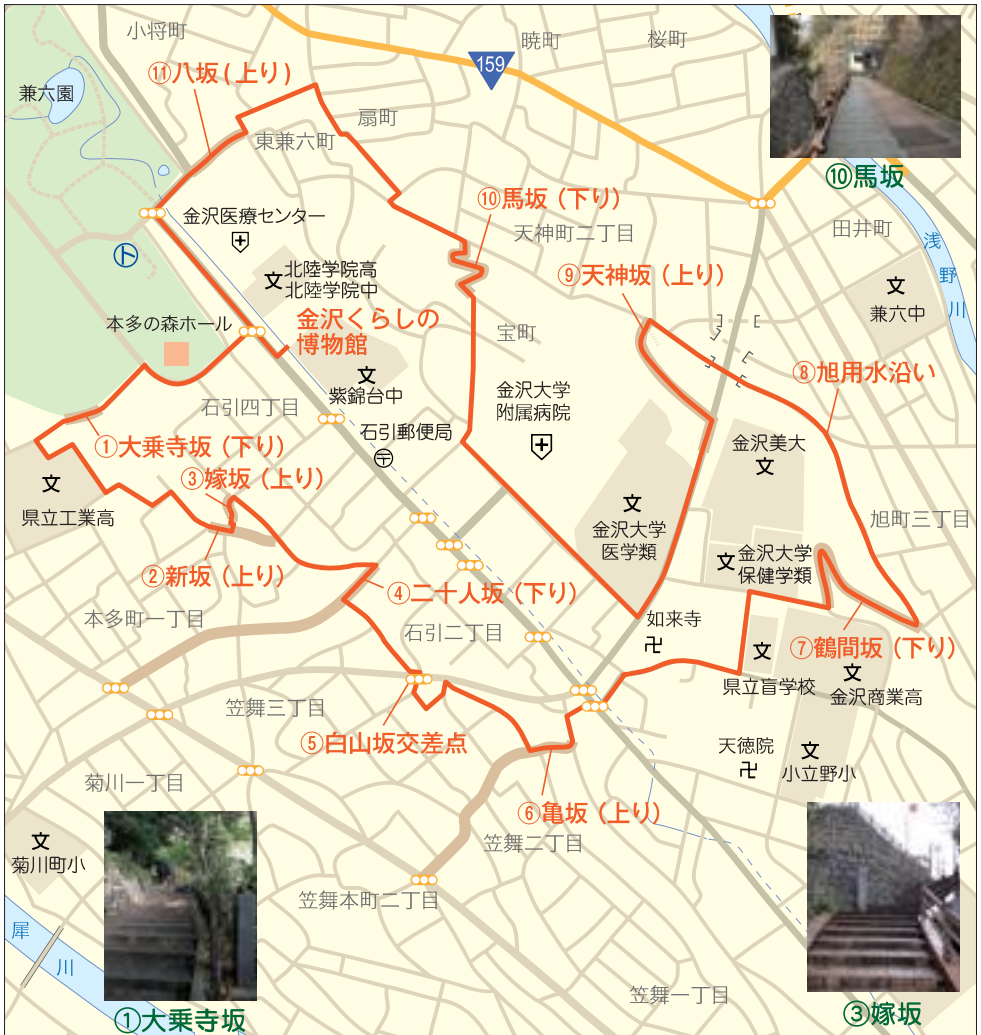 小将町
暁町
桜町
159
⑪八坂(上り)
兼六園
扇町
東兼六町
⑩馬坂
⑩馬坂(下り)
金沢医療センター
天神町二丁目
田井町
浅野川
⑨天神坂(上り)
文
北陸学院高
北陸学院中
文
兼六中
ト
本多の森ホール
金沢くらしの
博物館
宝町
⑧旭用水沿い
文
紫錦台中
金沢大学
附属病院
石引四丁目
石引郵便局
〒
①大乗寺坂(下り)
金沢美大
文
③嫁坂(上り)
文
県立工業高
文
金沢大学
医学類
旭町三丁目
文
金沢大学
保健学類
②新坂(上り)
④二十人坂(下り)
本多町一丁目
石引二丁目
如来寺
卍
文
県立盲学校
⑦鶴間坂(下り)
文
金沢商業高
笠舞三丁目
⑤白山坂交差点
天徳院
卍
文
小立野小
菊川一丁目
⑥亀坂(上り)
笠舞二丁目
文
菊川町小
笠舞本町二丁目
犀川
笠舞一丁目
①大乗寺坂
③嫁坂